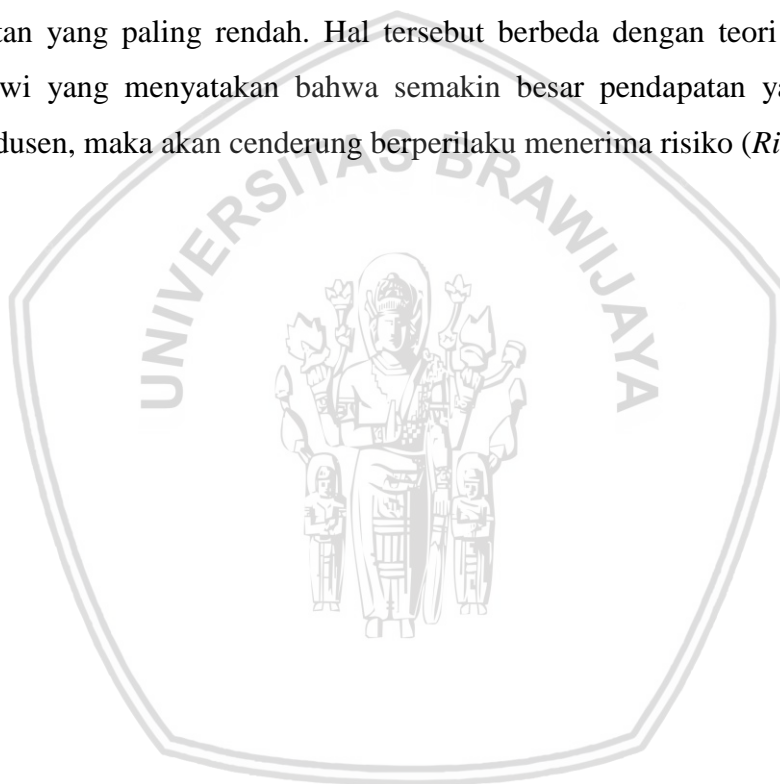 tan yang paling rendah. Hal tersebut berbeda dengan teori
wi yang menyatakan bahwa semakin besar pendapatan ya
dusen, maka akan cenderung berperilaku menerima risiko (Ri
UNIVERSITAS BRAWIJAYA